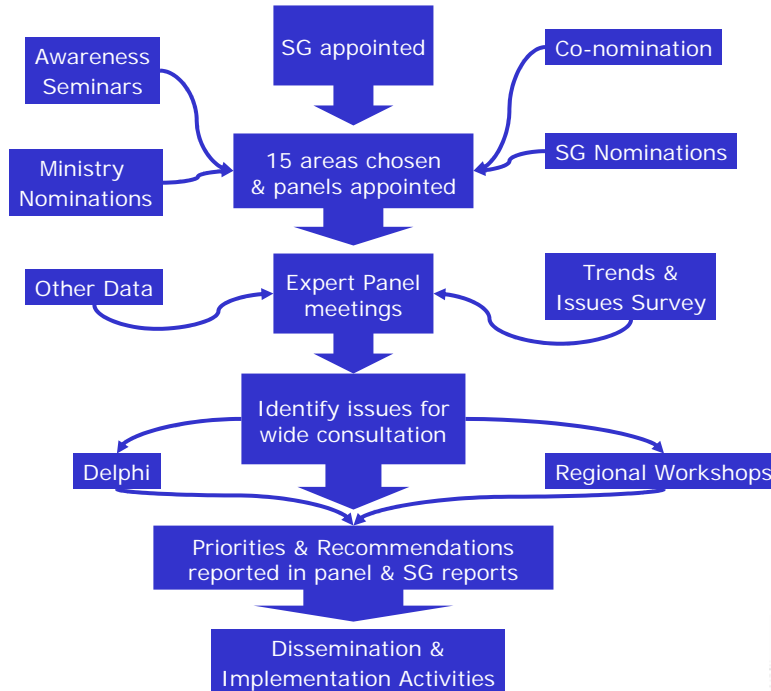 SG appointed
Awareness
Seminars
Co-nomination
15 areas chosen
& panels appointed
Ministry
Nominations
SG Nominations
Other Data
Expert Panel
meetings
Trends &
Issues Survey
Identify issues for
wide consultation
Delphi
Regional Workshops
Priorities & Recommendations
reported in panel & SG reports
Dissemination &
Implementation Activities